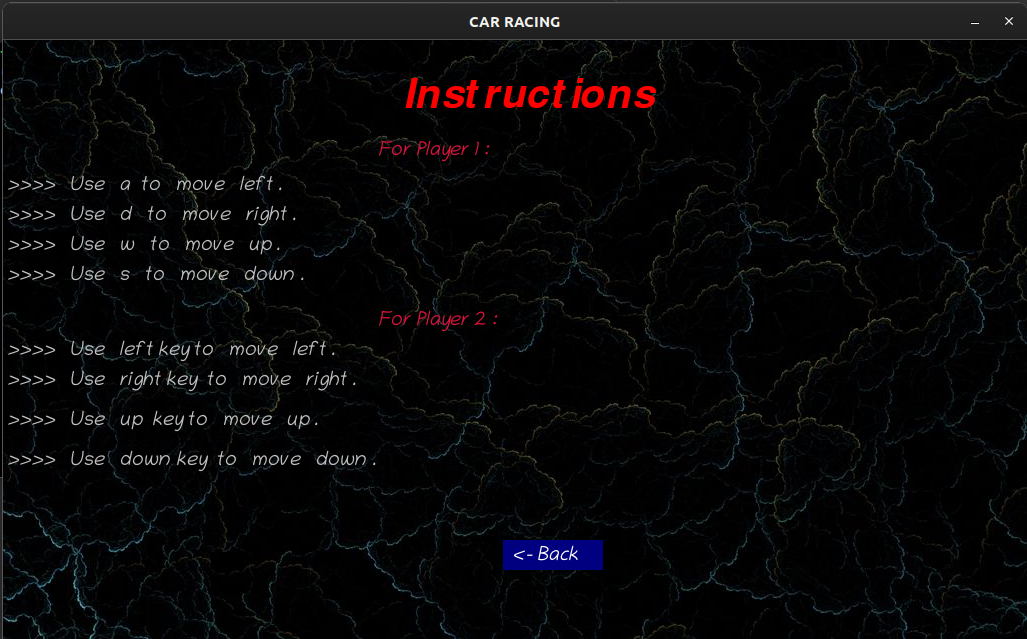 CAR RACING
Instructions
For Player 1 :
>>>> Use a to move left.
>>>> Use d to move right.
>>>> Use w to move up.
>>>> Use s to move down.
For Player 2 :
>>>> Use left key to move left.
>>>> Use right key to move right.
>>>> Use up key to move up.
>>>> Use down key to move down.
<- Back